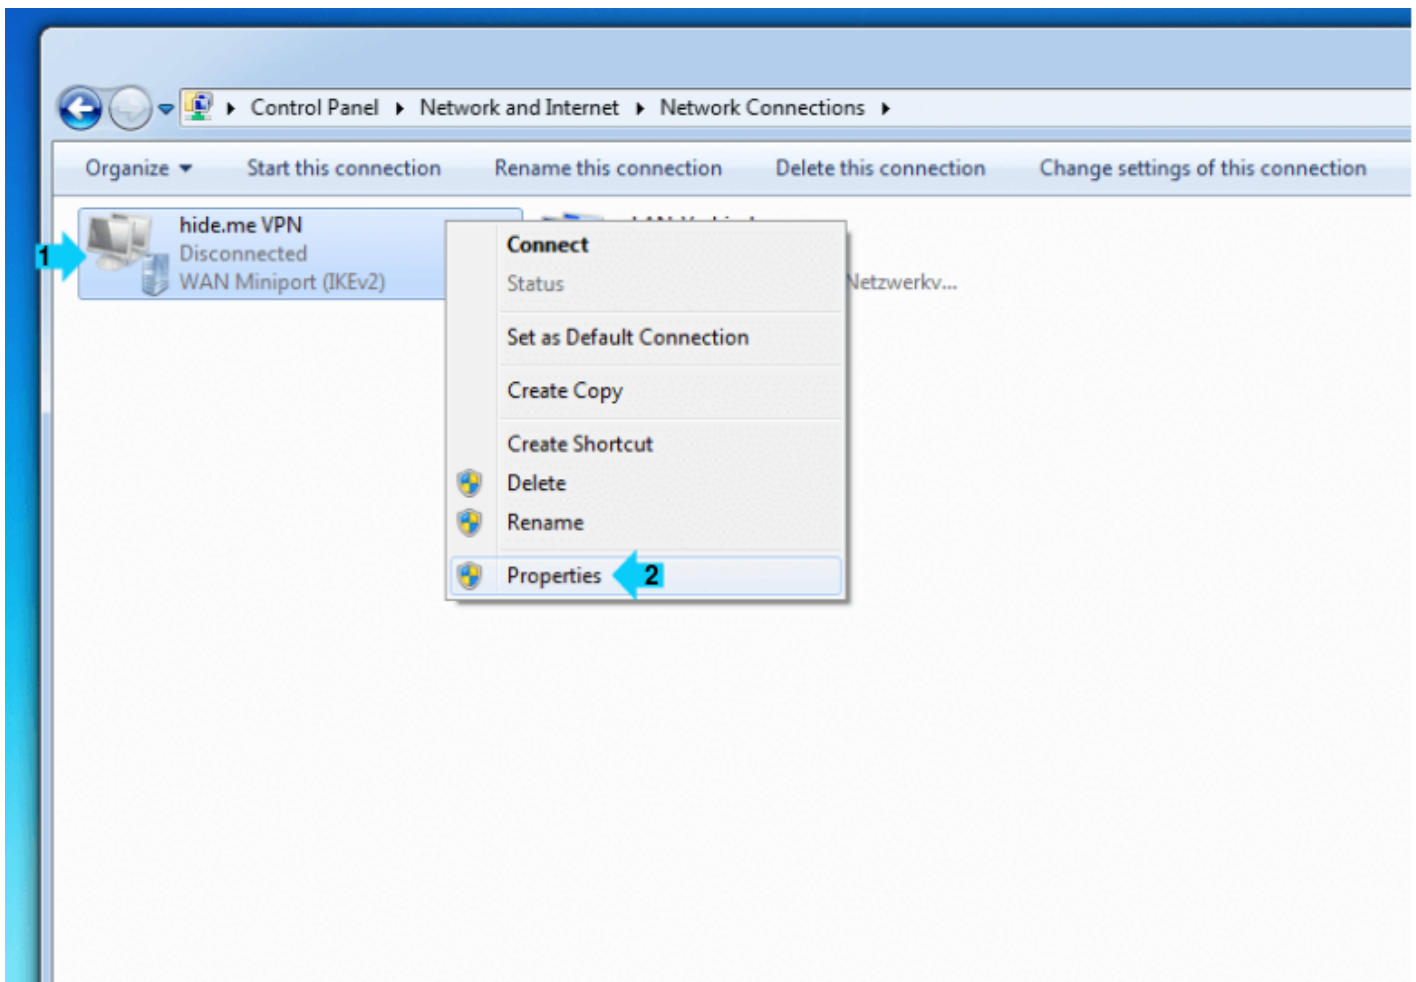 Control Panel Network and Internet Network Connections
Organize Start this connection Rename this connection Delete this connection Change settings of this connection
hide.me VPN
Disconnected
WAN Miniport (IKEv2)
Netzwerkv...
1
Connect
Status
Set as Default Connection
Create Copy
Create Shortcut
Delete
Rename
Properties 2